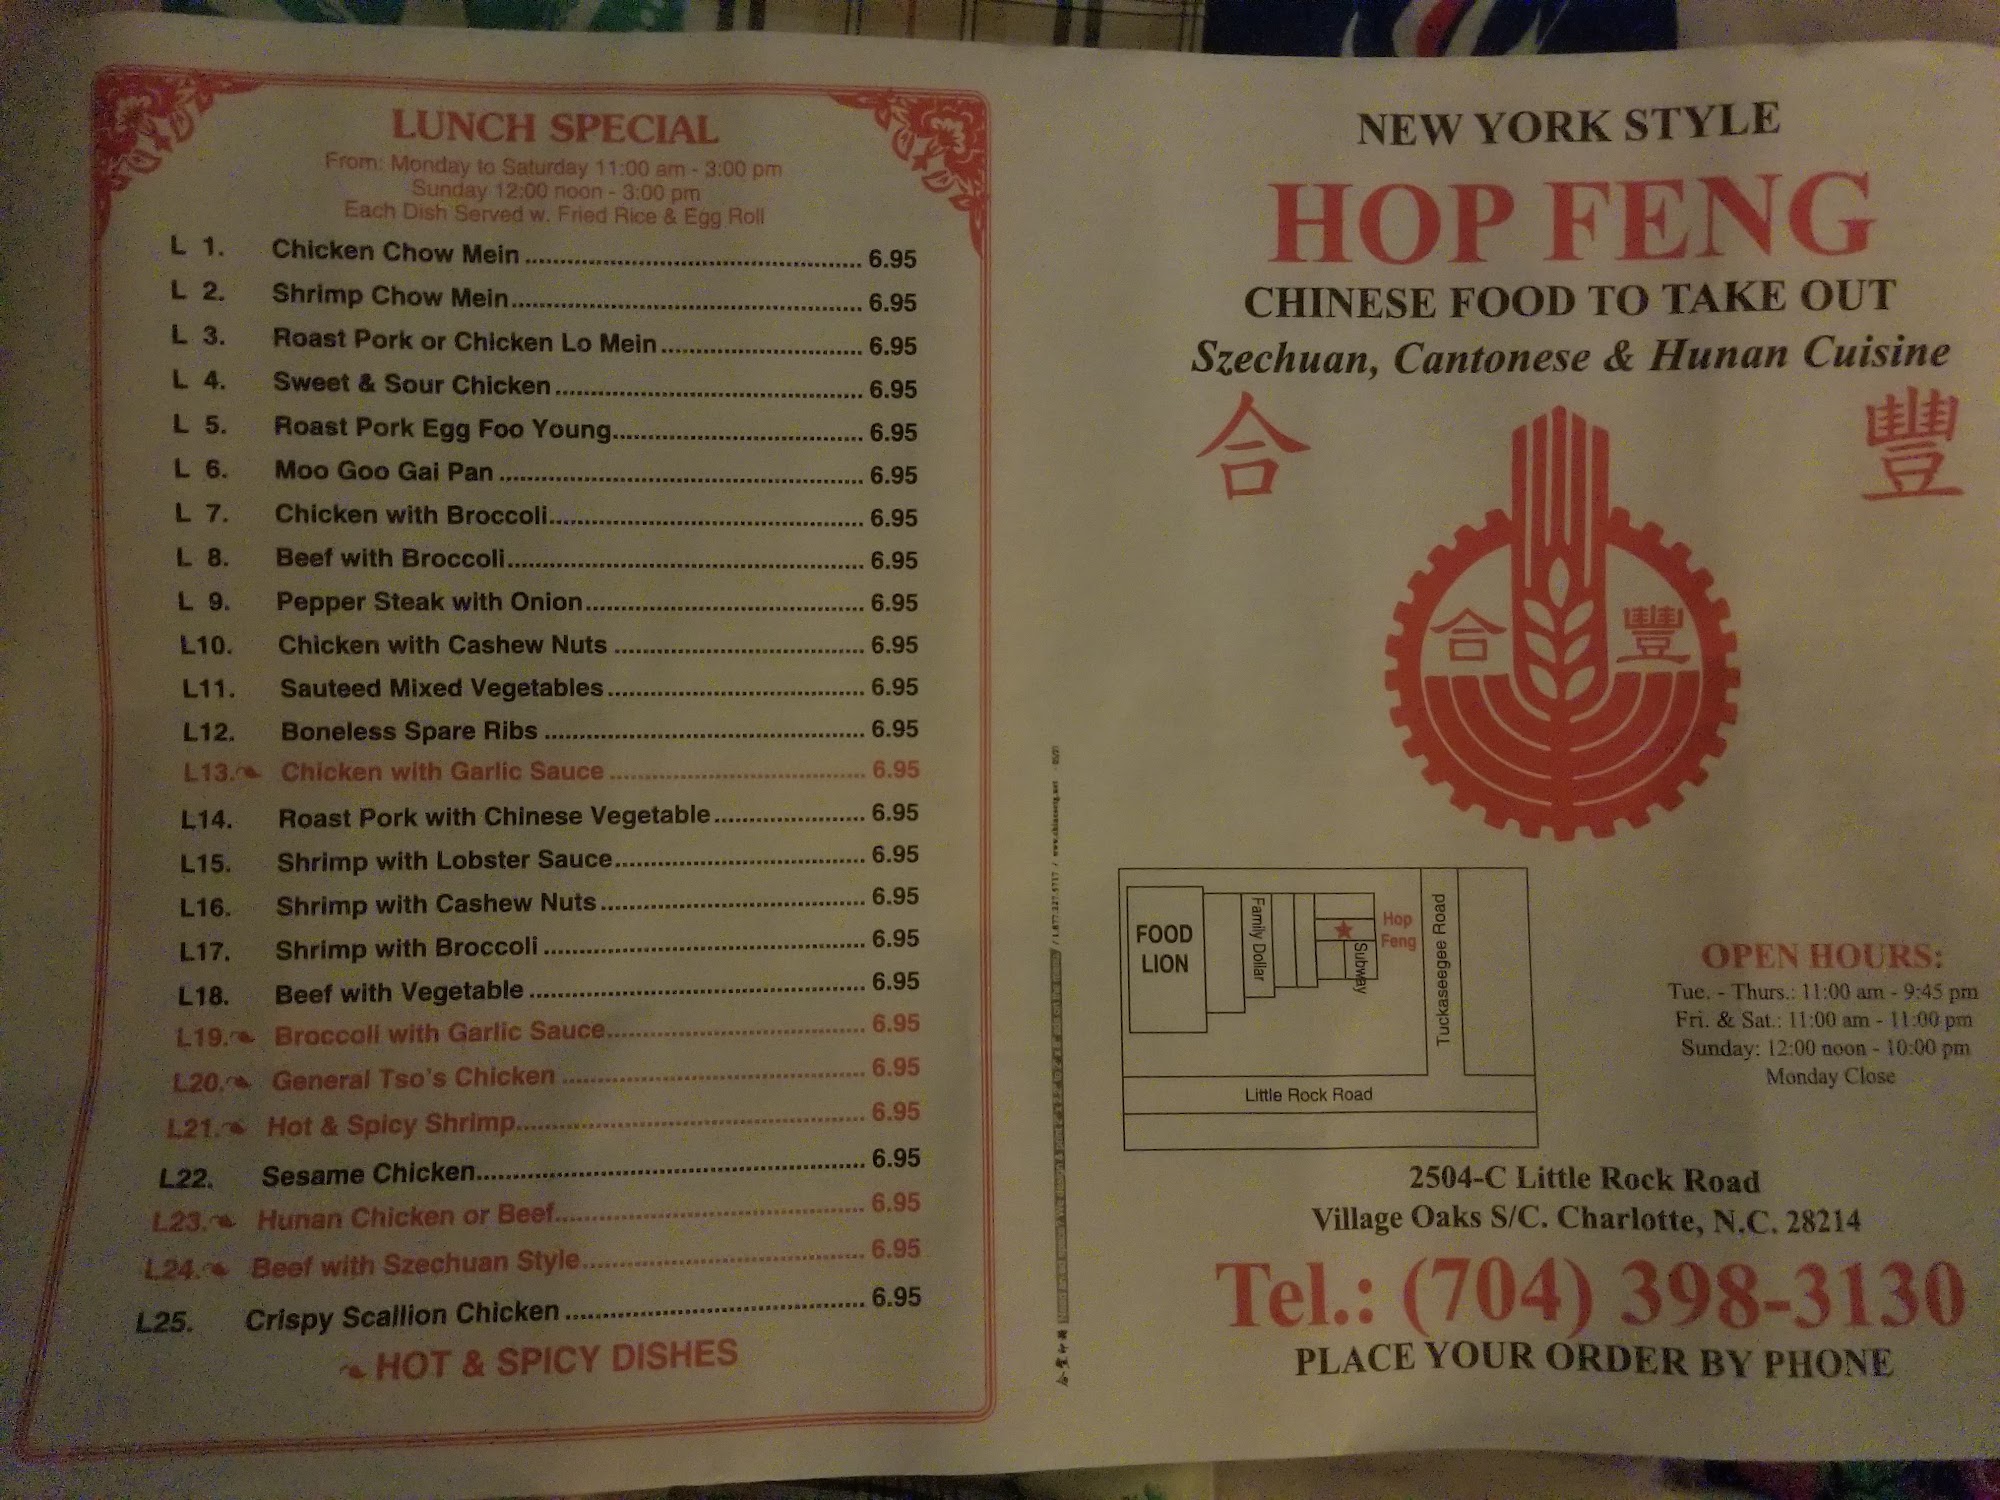 LUNCH SPECIAL
From: Monday to Saturday 11:00 am - 3:00 pm
Sunday 12:00 noon - 3:00 pm
Each Dish Served w. Fried Rice & Egg Roll
L 1. Chicken Chow Mein 6.95
L 2. Shrimp Chow Mein 6.95
L 3. Roast Pork or Chicken Lo Mein 6.95
L 4. Sweet & Sour Chicken 6.95
L 5. Roast Pork Egg Foo Young 6.95
L 6. Moo Goo Gai Pan 6.95
L 7. Chicken with Broccoli 6.95
L 8. Beef with Broccoli 6.95
L 9. Pepper Steak with Onion 6.95
L10. Chicken with Cashew Nuts 6.95
L11. Sauteed Mixed Vegetables 6.95
L12. Boneless Spare Ribs 6.95
L13. Chicken with Garlic Sauce 6.95
L14. Roast Pork with Chinese Vegetable 6.95
L15. Shrimp with Lobster Sauce 6.95
L16. Shrimp with Cashew Nuts 6.95
L17. Shrimp with Broccoli 6.95
L18. Beef with Vegetable 6.95
L19. Broccoli with Garlic Sauce 6.95
L20. General Tso's Chicken 6.95
L21. Hot & Spicy Shrimp 6.95
L22. Sesame Chicken 6.95
L23. Hunan Chicken or Beef 6.95
L24. Beef with Szechuan Style 6.95
L25. Crispy Scallion Chicken 6.95
HOT & SPICY DISHES
NEW YORK STYLE
HOP FENG
CHINESE FOOD TO TAKE OUT
Szechuan, Cantonese & Hunan Cuisine
合 豐
合 豐
FOOD
LION
Family Dollar
Subway
Hop
Feng
Tuckaseegee Road
Little Rock Road
OPEN HOURS:
Tue. - Thurs.: 11:00 am - 9:45 pm
Fri. & Sat.: 11:00 am - 11:00 pm
Sunday: 12:00 noon - 10:00 pm
Monday Close
2504-C Little Rock Road
Village Oaks S/C. Charlotte, N.C. 28214
Tel.: (704) 398-3130
PLACE YOUR ORDER BY PHONE